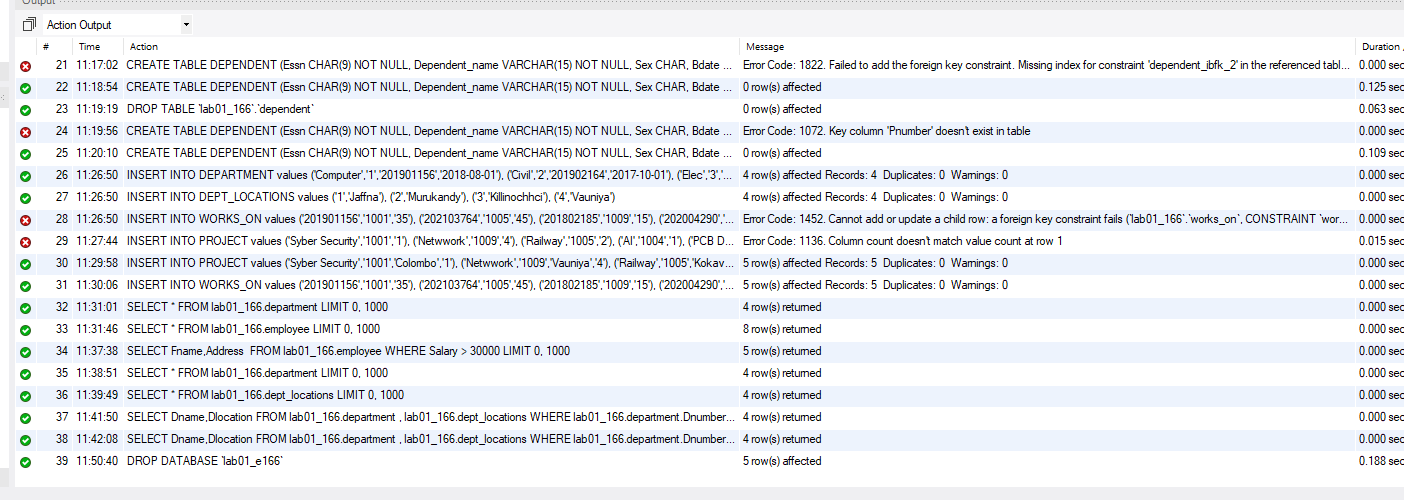 Output
Action Output
# Time Action Message Duration
21 11:17:02 CREATE TABLE DEPENDENT (Essn CHAR(9) NOT NULL, Dependent_name VARCHAR(15) NOT NULL, Sex CHAR, Bdate ... Error Code: 1822. Failed to add the foreign key constraint. Missing index for constraint 'dependent_ibfk_2' in the referenced tabl... 0.000 sec
22 11:18:54 CREATE TABLE DEPENDENT (Essn CHAR(9) NOT NULL, Dependent_name VARCHAR(15) NOT NULL, Sex CHAR, Bdate ... 0 row(s) affected 0.125 sec
23 11:19:19 DROP TABLE `lab01_166`.`dependent` 0 row(s) affected 0.063 sec
24 11:19:56 CREATE TABLE DEPENDENT (Essn CHAR(9) NOT NULL, Dependent_name VARCHAR(15) NOT NULL, Sex CHAR, Bdate ... Error Code: 1072. Key column 'Pnumber' doesn't exist in table 0.000 sec
25 11:20:10 CREATE TABLE DEPENDENT (Essn CHAR(9) NOT NULL, Dependent_name VARCHAR(15) NOT NULL, Sex CHAR, Bdate ... 0 row(s) affected 0.109 sec
26 11:26:50 INSERT INTO DEPARTMENT values ('Computer','1','201901156','2018-08-01'), ('Civil','2','201902164','2017-10-01'), ('Elec','3','... 4 row(s) affected Records: 4 Duplicates: 0 Warnings: 0 0.000 sec
27 11:26:50 INSERT INTO DEPT_LOCATIONS values ('1','Jaffna'), ('2','Murukandy'), ('3','Killinochhci'), ('4','Vauniya') 4 row(s) affected Records: 4 Duplicates: 0 Warnings: 0 0.000 sec
28 11:26:50 INSERT INTO WORKS_ON values ('201901156','1001','35'), ('202103764','1005','45'), ('201802185','1009','15'), ('202004290','... Error Code: 1452. Cannot add or update a child row: a foreign key constraint fails (`lab01_166`.`works_on`, CONSTRAINT `wor... 0.000 sec
29 11:27:44 INSERT INTO PROJECT values ('Syber Security','1001','1'), ('Netwwork','1009','4'), ('Railway','1005','2'), ('AI','1004','1'), ('PCB D... Error Code: 1136. Column count doesn't match value count at row 1 0.015 sec
30 11:29:58 INSERT INTO PROJECT values ('Syber Security','1001','Colombo','1'), ('Netwwork','1009','Vauniya','4'), ('Railway','1005','Kokav... 5 row(s) affected Records: 5 Duplicates: 0 Warnings: 0 0.000 sec
31 11:30:06 INSERT INTO WORKS_ON values ('201901156','1001','35'), ('202103764','1005','45'), ('201802185','1009','15'), ('202004290','... 5 row(s) affected Records: 5 Duplicates: 0 Warnings: 0 0.000 sec
32 11:31:01 SELECT * FROM lab01_166.department LIMIT 0, 1000 4 row(s) returned 0.000 sec
33 11:31:46 SELECT * FROM lab01_166.employee LIMIT 0, 1000 8 row(s) returned 0.000 sec
34 11:37:38 SELECT Fname,Address FROM lab01_166.employee WHERE Salary > 30000 LIMIT 0, 1000 5 row(s) returned 0.000 sec
35 11:38:51 SELECT * FROM lab01_166.department LIMIT 0, 1000 4 row(s) returned 0.000 sec
36 11:39:49 SELECT * FROM lab01_166.dept_locations LIMIT 0, 1000 4 row(s) returned 0.000 sec
37 11:41:50 SELECT Dname,Dlocation FROM lab01_166.department , lab01_166.dept_locations WHERE lab01_166.department.Dnumber... 4 row(s) returned 0.000 sec
38 11:42:08 SELECT Dname,Dlocation FROM lab01_166.department , lab01_166.dept_locations WHERE lab01_166.department.Dnumber... 4 row(s) returned 0.000 sec
39 11:50:40 DROP DATABASE `lab01_e166` 5 row(s) affected 0.188 sec